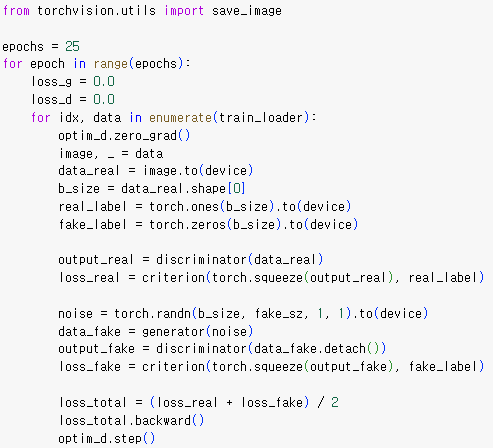 from torchvision.utils import save_image

epochs = 25
for epoch in range(epochs):
    loss_g = 0.0
    loss_d = 0.0
    for idx, data in enumerate(train_loader):
        optim_d.zero_grad()
        image, _ = data
        data_real = image.to(device)
        b_size = data_real.shape[0]
        real_label = torch.ones(b_size).to(device)
        fake_label = torch.zeros(b_size).to(device)

        output_real = discriminator(data_real)
        loss_real = criterion(torch.squeeze(output_real), real_label)

        noise = torch.randn(b_size, fake_sz, 1, 1).to(device)
        data_fake = generator(noise)
        output_fake = discriminator(data_fake.detach())
        loss_fake = criterion(torch.squeeze(output_fake), fake_label)

        loss_total = (loss_real + loss_fake) / 2
        loss_total.backward()
        optim_d.step()